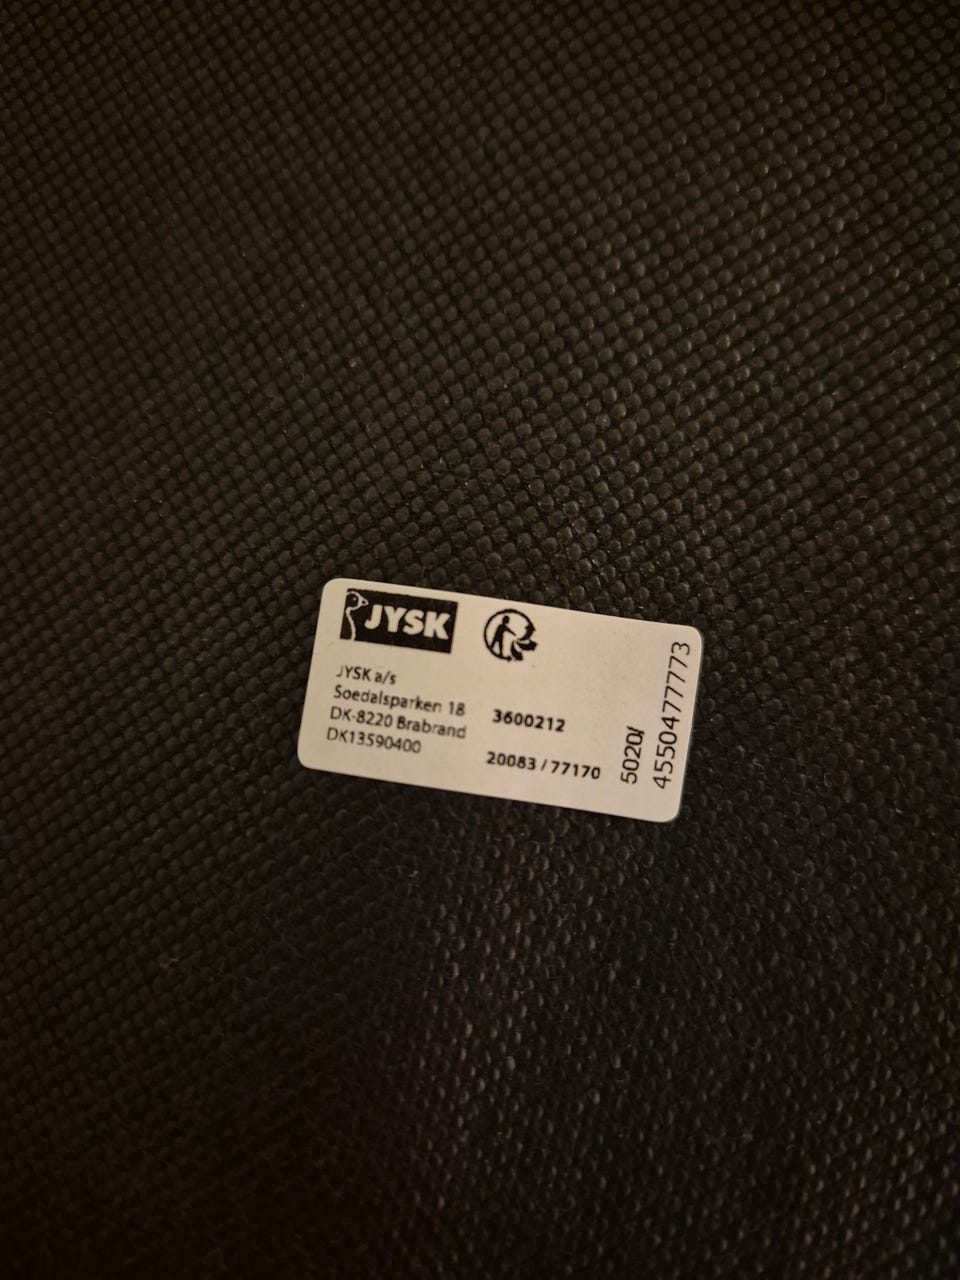 JYSK
JYSK a/s
Soedalsparken 18
DK-8220 Brabrand
DK13590400
3600212
20083 / 77170
5020/
4550477773